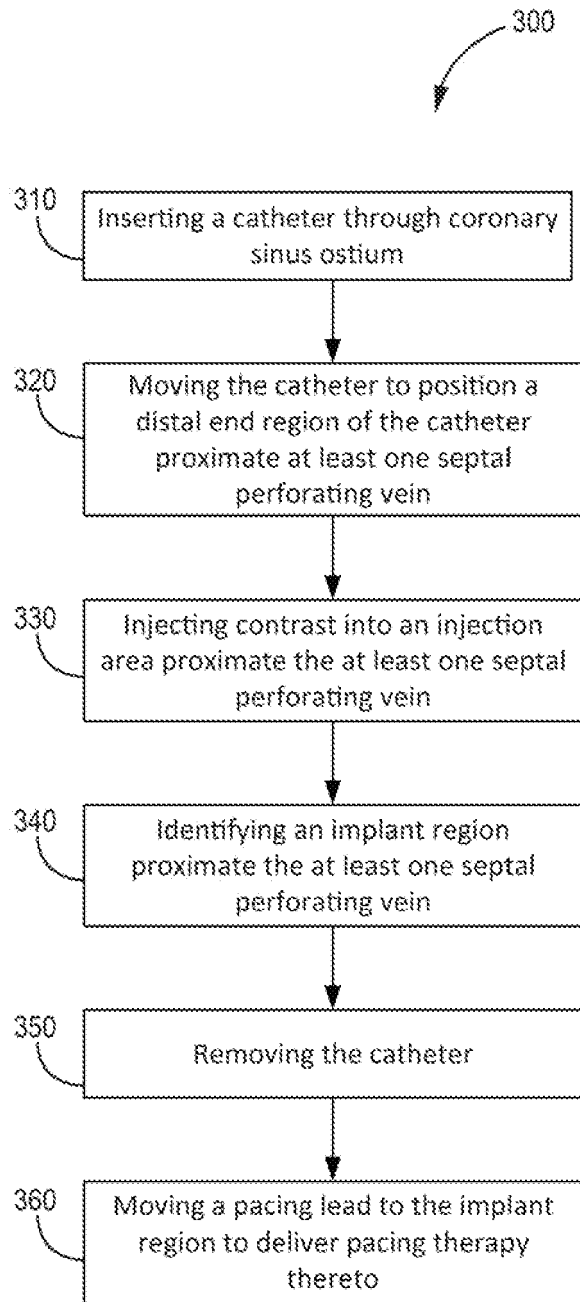 300
310
Inserting a catheter through coronary
sinus ostium
320
Moving the catheter to position a
distal end region of the catheter
proximate at least one septal
perforating vein
330
Injecting contrast into an injection
area proximate the at least one septal
perforating vein
340
Identifying an implant region
proximate the at least one septal
perforating vein
350
Removing the catheter
360
Moving a pacing lead to the implant
region to deliver pacing therapy
thereto